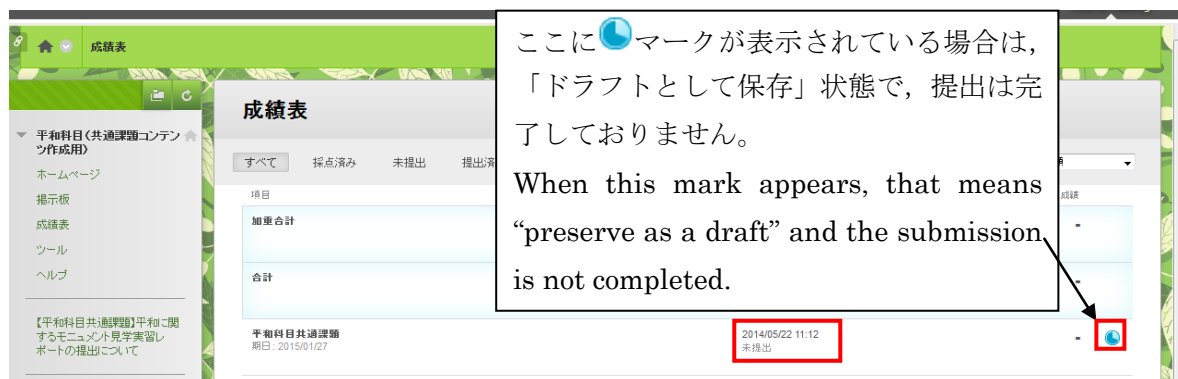 成績表
平和科目(共通課題コンテン
ツ作成用)
ホームページ
掲示板
成績表
ツール
ヘルプ
【平和科目共通課題】平和に関
するモニュメント見学実習レ
ポートの提出について
成績表
すべて 採点済み 未提出 提出済
項目 成績
加重合計 -
合計 -
平和科目共通課題 2014/05/22 11:12 -
期日:2015/01/27 未提出
ここにマークが表示されている場合は,
「ドラフトとして保存」状態で,提出は完
了しておりません。
When this mark appears, that means
“preserve as a draft” and the submission
is not completed.